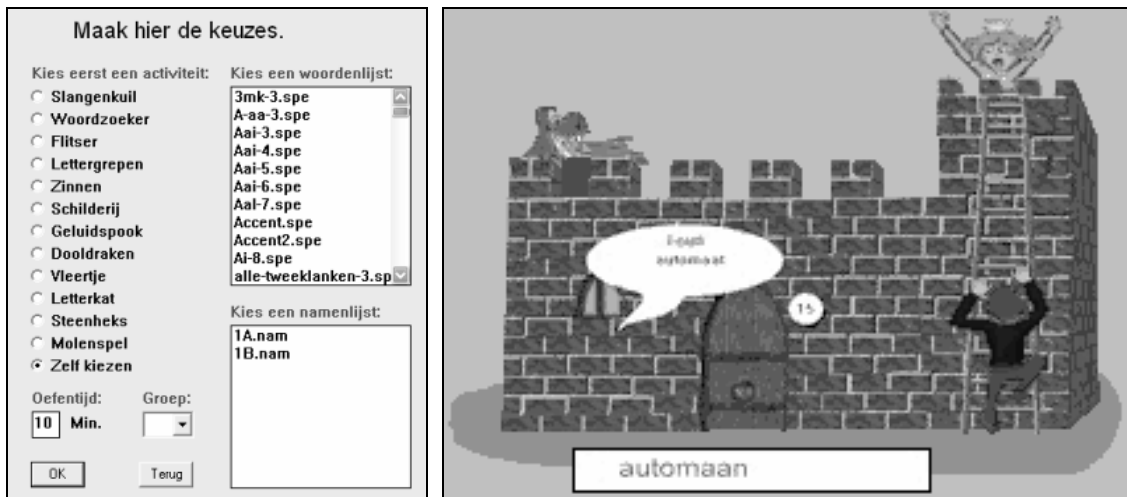 Maak hier de keuzes.
Kies eerst een activiteit:
Slangenkuil
Woordzoeker
Flitser
Lettergrepen
Zinnen
Schilderij
Geluidspook
Dooldraken
Vleertje
Letterkat
Steenheks
Molenspel
Zelf kiezen
Oefentijd:
10 Min.
Groep:
OK
Terug
Kies een woordenlijst:
3mk-3.spe
A-aa-3.spe
Aai-3.spe
Aai-4.spe
Aai-5.spe
Aai-6.spe
Aal-7.spe
Accent.spe
Accent2.spe
Ai-8.spe
alle-tweeklanken-3.sp
Kies een namenlijst:
1A.nam
1B.nam
automaat
15
automaan